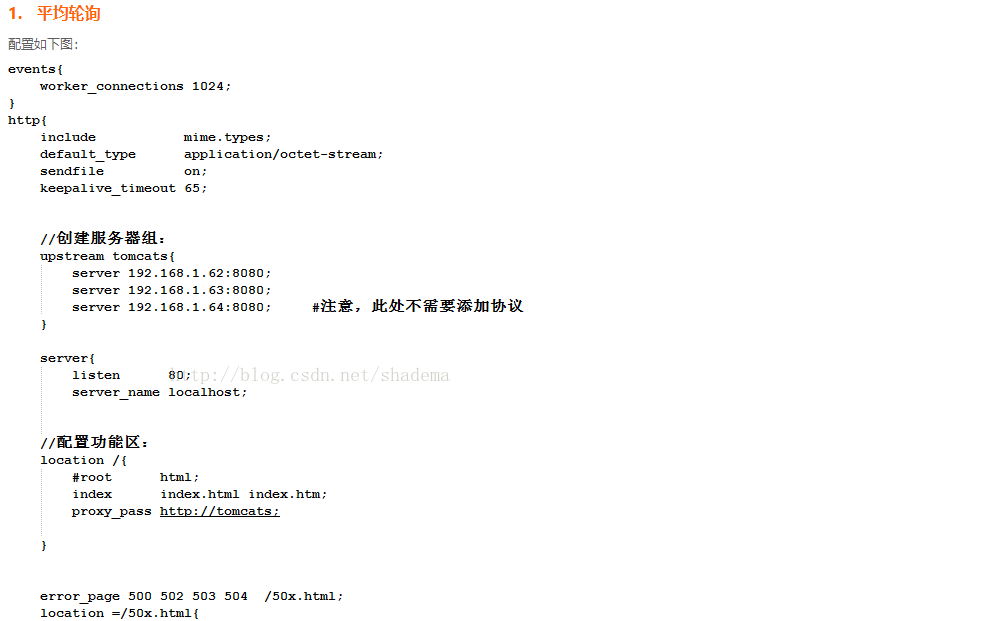 1. 平均轮询
配置如下图:
events{
    worker_connections 1024;
}
http{
    include           mime.types;
    default_type      application/octet-stream;
    sendfile          on;
    keepalive_timeout 65;
    //创建服务器组:
    upstream tomcats{
        server 192.168.1.62:8080;
        server 192.168.1.63:8080;
        server 192.168.1.64:8080;     #注意，此处不需要添加协议
    }
    server{
        listen      80;
        server_name localhost;
http://blog.csdn.net/shadema
    //配置功能区:
    location /{
        #root      html;
        index      index.html index.htm;
        proxy_pass http://tomcats;
    }
    error_page 500 502 503 504  /50x.html;
    location =/50x.html{